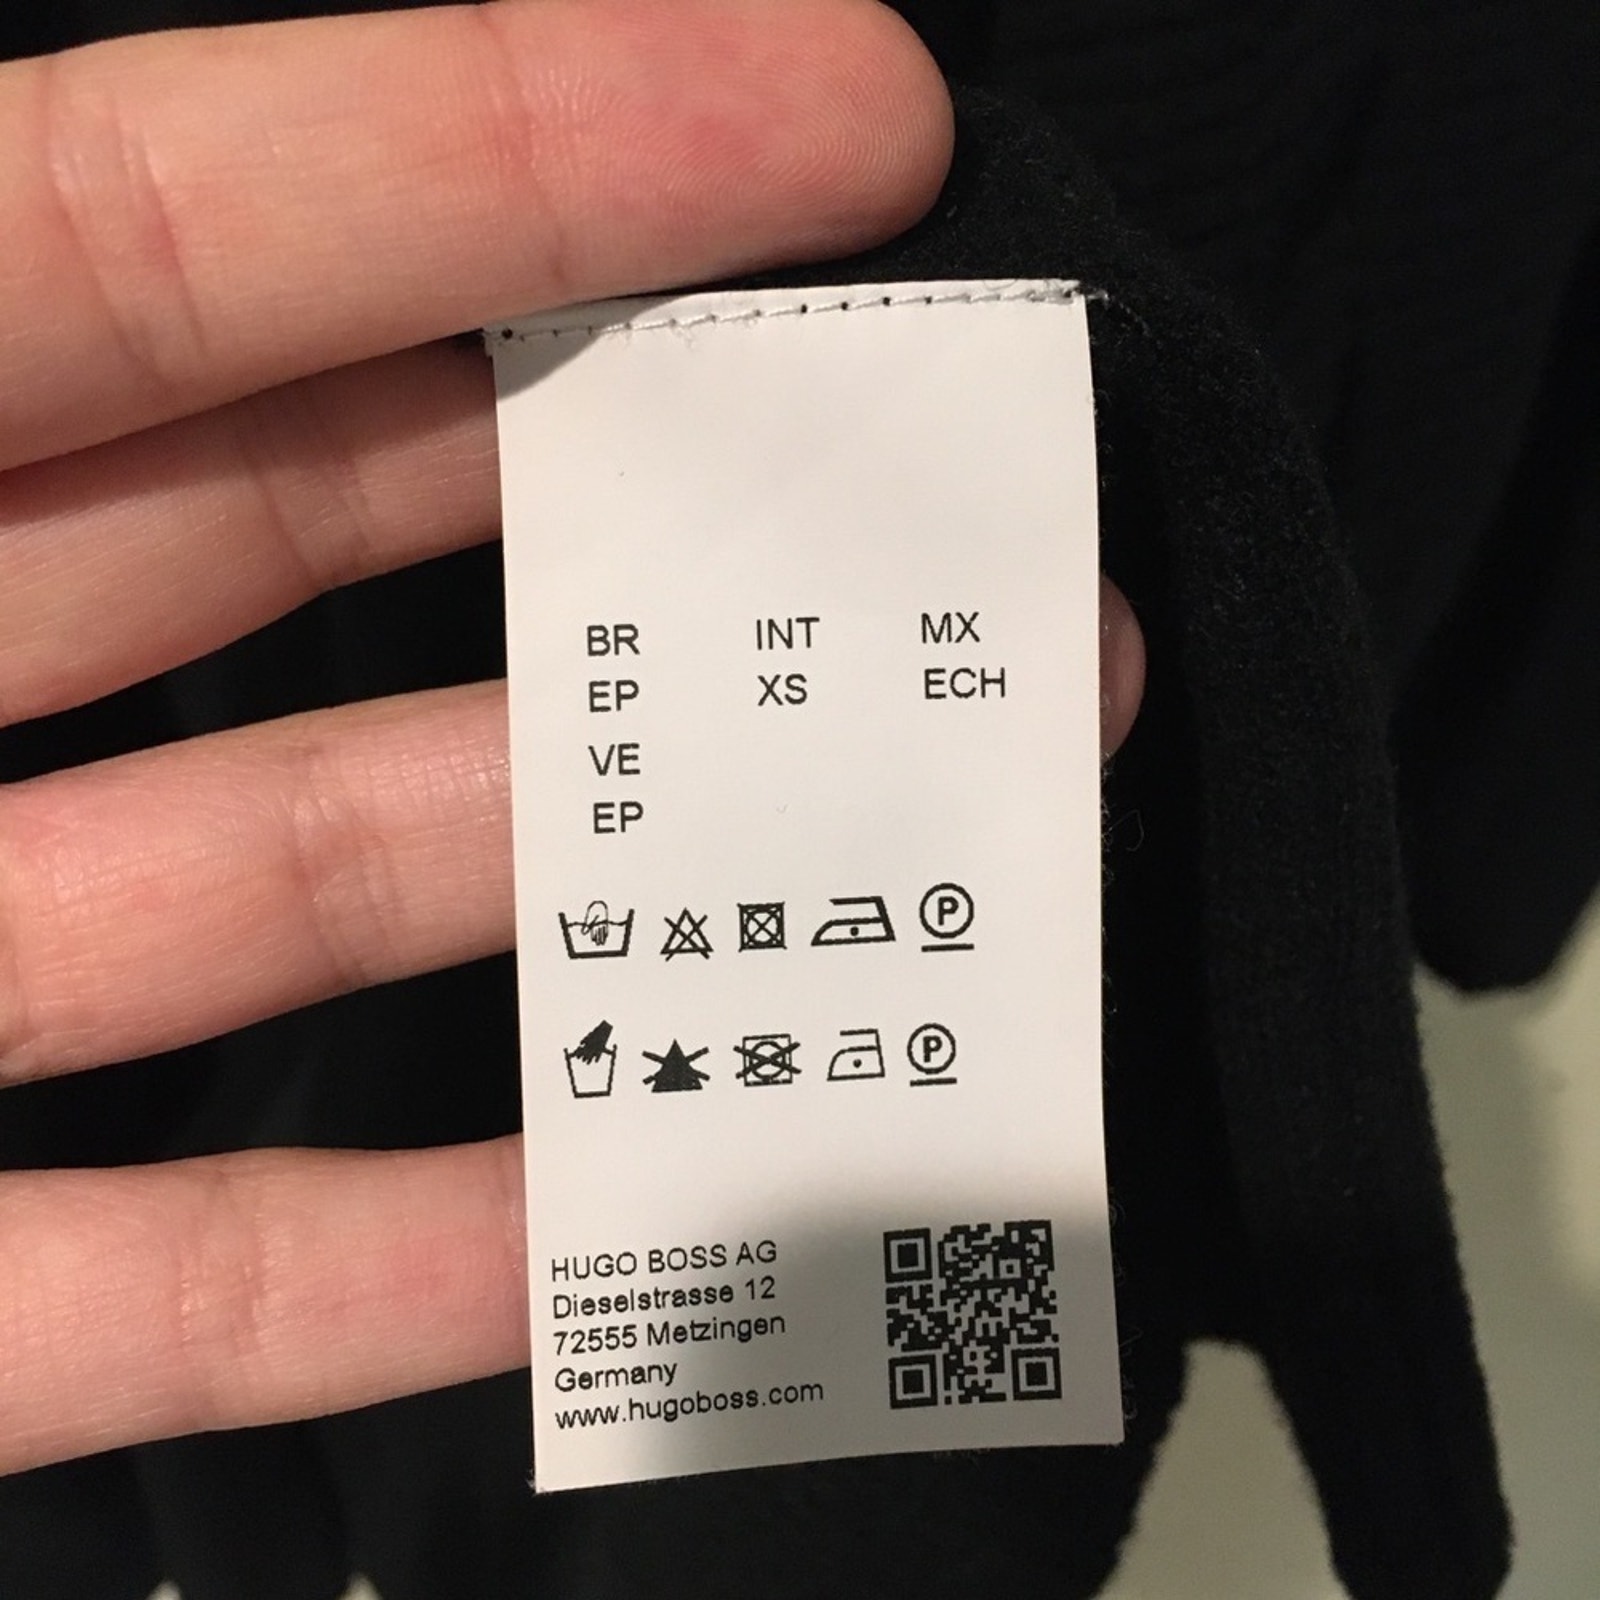 BR INT MX
EP XS ECH
VE
EP
P
P
HUGO BOSS AG
Dieselstrasse 12
72555 Metzingen
Germany
www.hugoboss.com